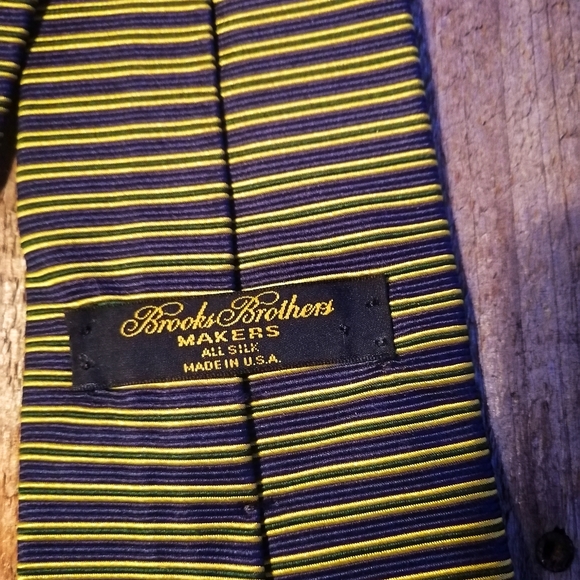 Brooks Brothers
MAKERS
ALL SILK
MADE IN U.S.A.